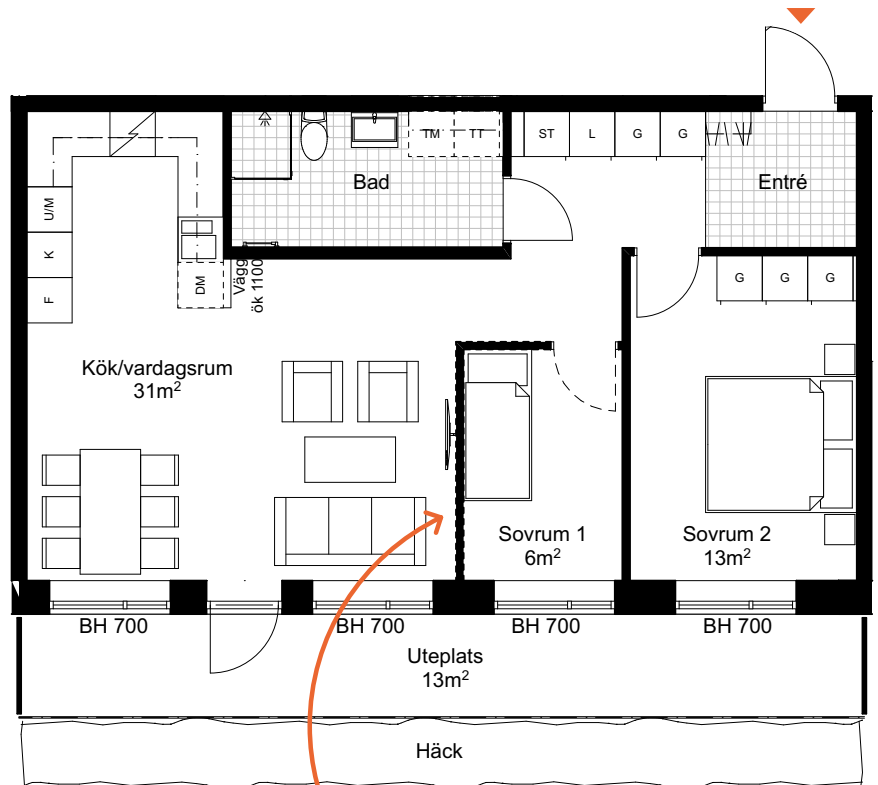 TM
TT
ST
L
G
G
Bad
Entré
U/M
K
F
DM
Vägg
ök 1100
G
G
G
Kök/vardagsrum
31m²
Sovrum 1
6m²
Sovrum 2
13m²
BH 700
BH 700
BH 700
BH 700
Uteplats
13m²
Häck